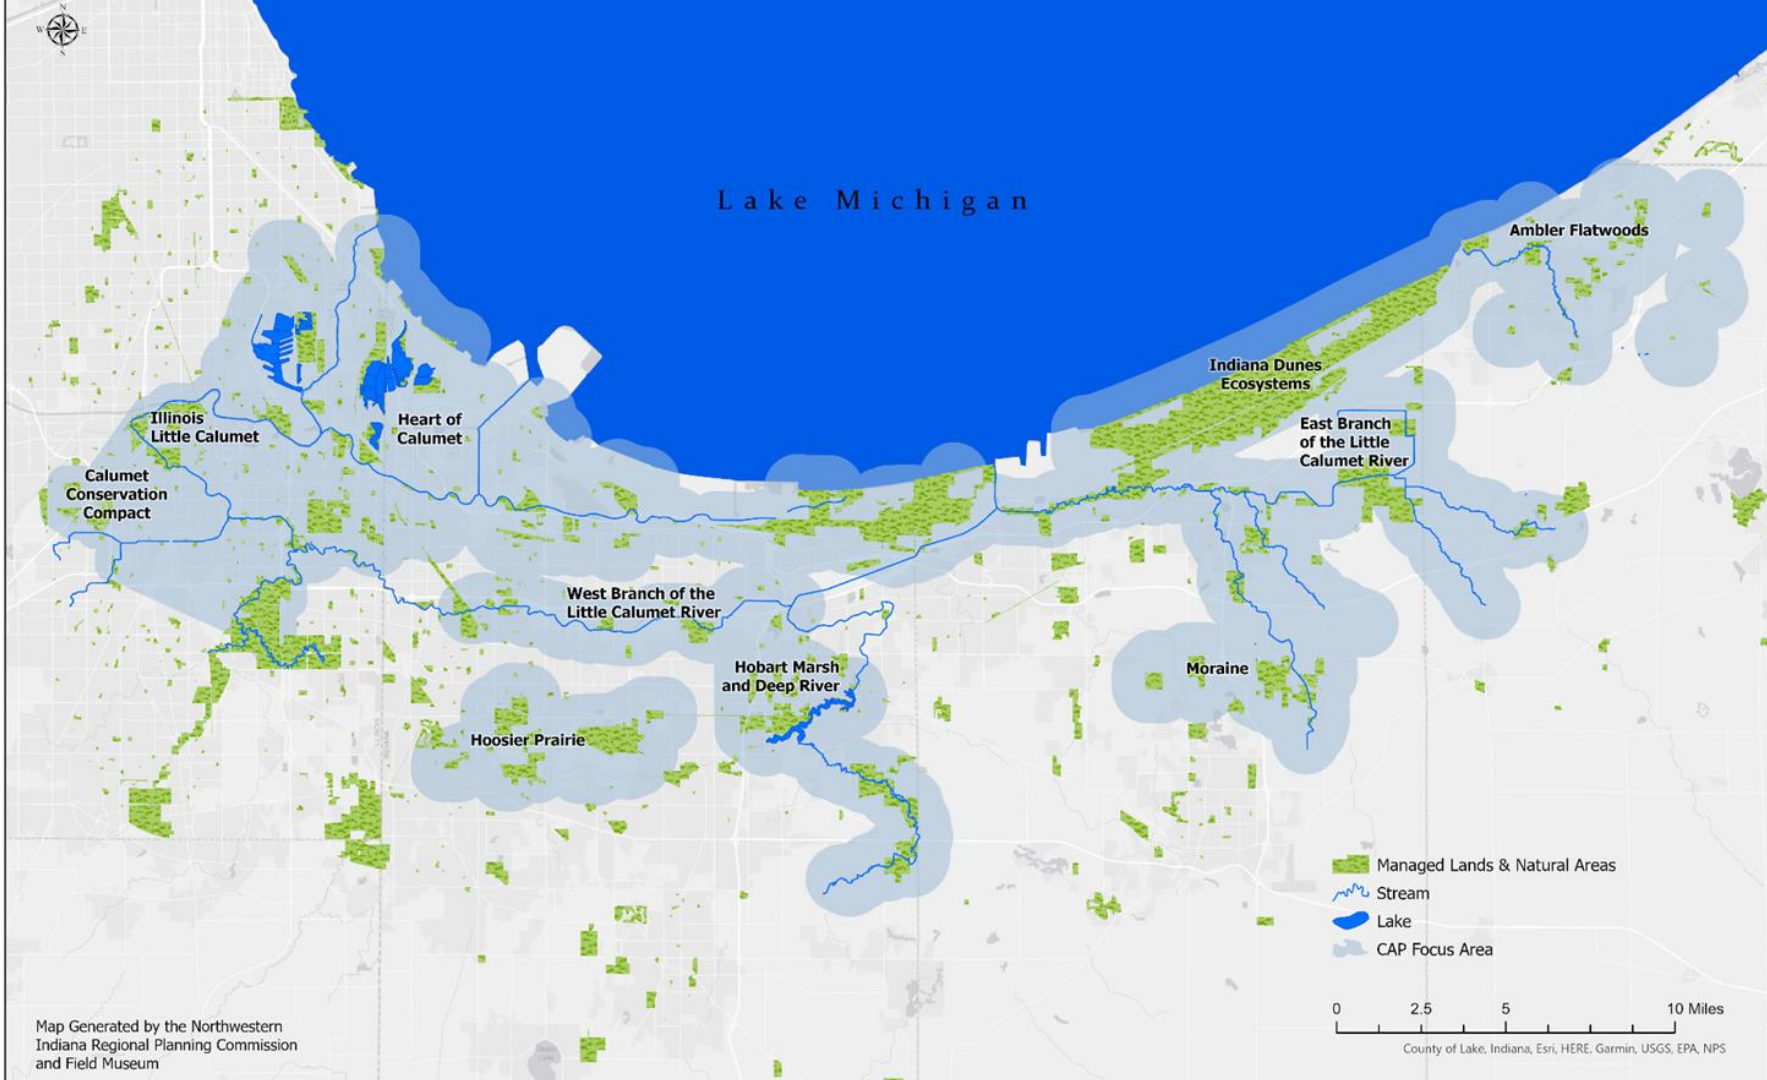 N
W E
S
Lake Michigan
Ambler Flatwoods
Indiana Dunes
Ecosystems
Illinois
Little Calumet
Heart of
Calumet
East Branch
of the Little
Calumet River
Calumet
Conservation
Compact
West Branch of the
Little Calumet River
Hobart Marsh
and Deep River
Moraine
Hoosier Prairie
Managed Lands & Natural Areas
Stream
Lake
CAP Focus Area
0 2.5 5 10 Miles
Map Generated by the Northwestern
Indiana Regional Planning Commission
and Field Museum
County of Lake, Indiana, Esri, HERE, Garmin, USGS, EPA, NPS